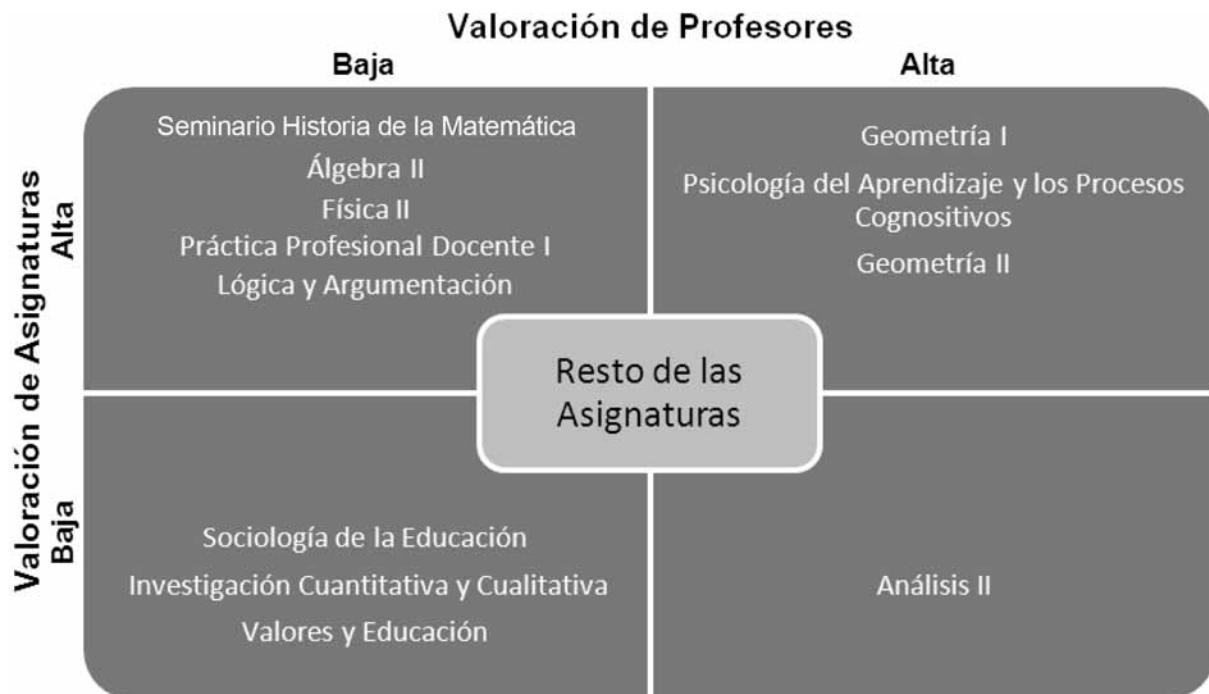 Valoración de Profesores
Baja
Alta
Valoración de Asignaturas
Alta
Baja
Seminario Historia de la Matemática
Álgebra II
Física II
Práctica Profesional Docente I
Lógica y Argumentación
Geometría I
Psicología del Aprendizaje y los Procesos
Cognositivos
Geometría II
Resto de las
Asignaturas
Sociología de la Educación
Investigación Cuantitativa y Cualitativa
Valores y Educación
Análisis II